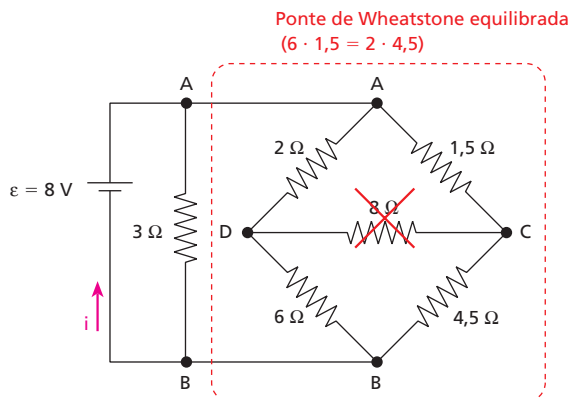 Ponte de Wheatstone equilibrada
(6 · 1,5 = 2 · 4,5)
A
A
2 Ω
1,5 Ω
ε = 8 V
8 Ω
3 Ω
D
C
i
6 Ω
4,5 Ω
B
B